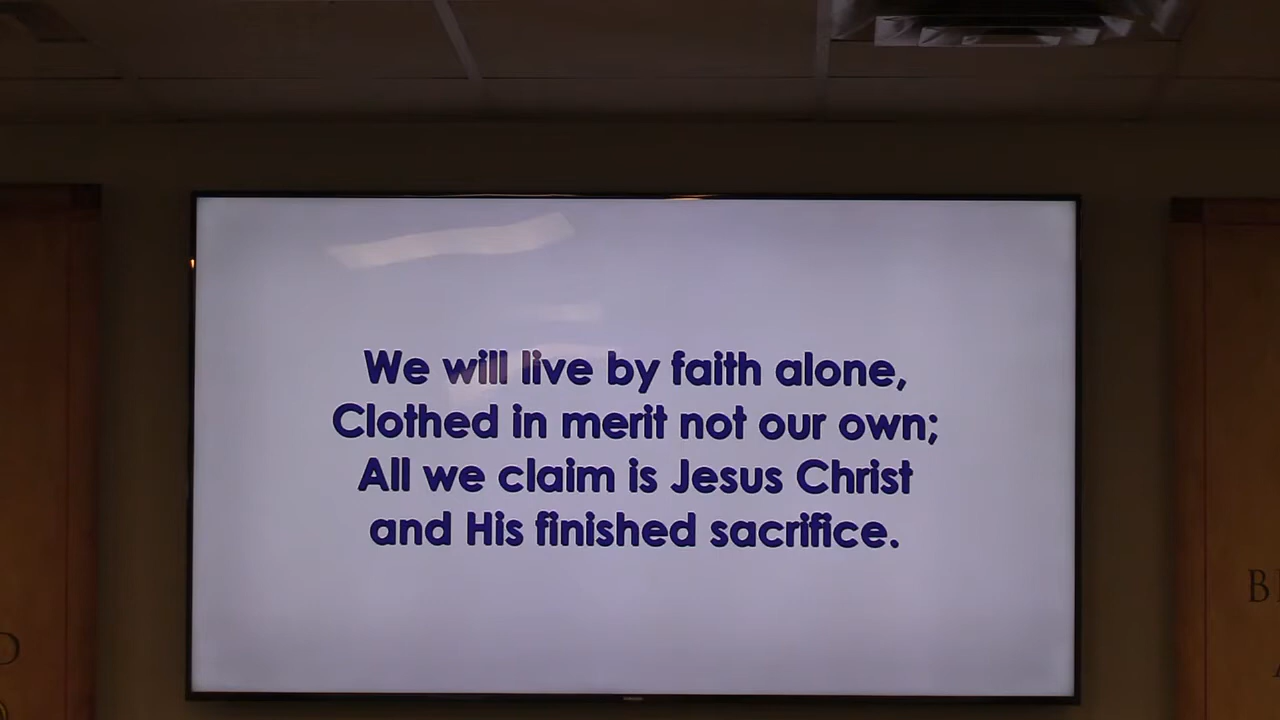 We will live by faith alone,
Clothed in merit not our own;
All we claim is Jesus Christ
and His finished sacrifice.